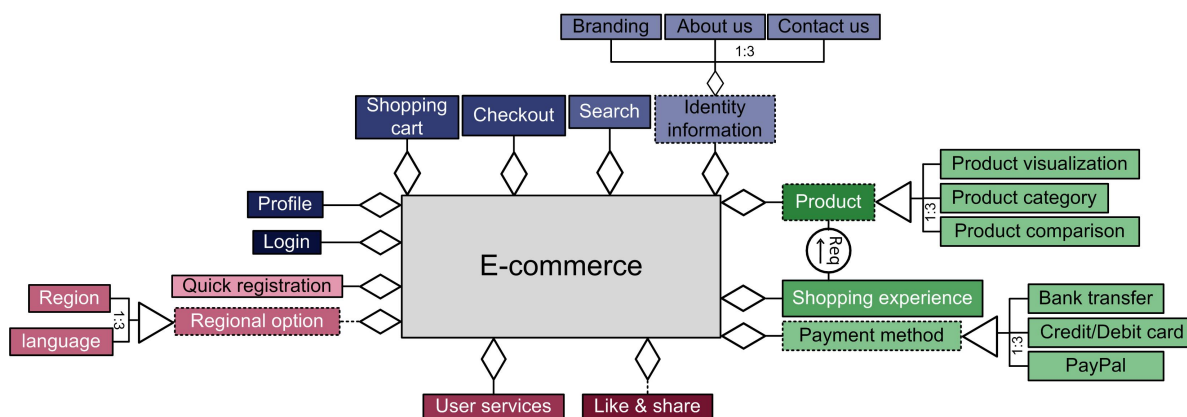 Branding
About us
Contact us
1:3
Shopping
cart
Checkout
Search
Identity
information
Profile
Login
Quick registration
Regional option
Region
language
1:3
E-commerce
Product
Product visualization
Product category
Product comparison
1:3
Req
Shopping experience
Payment method
Bank transfer
Credit/Debit card
PayPal
1:3
User services
Like & share